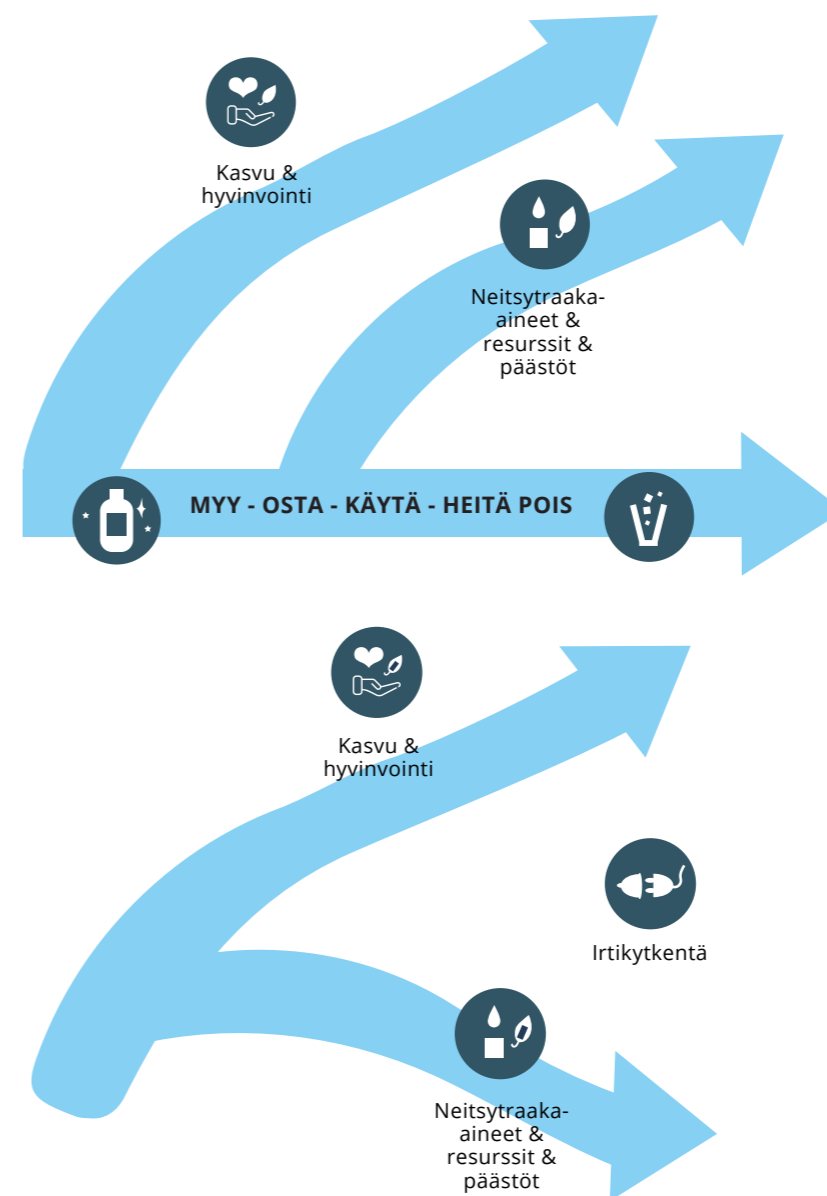 Kasvu &
hyvinvointi
Neitsytraaka-
aineet &
resurssit &
päästöt
MYY - OSTA - KÄYTÄ - HEITÄ POIS
Kasvu &
hyvinvointi
Irtikytkentä
Neitsytraaka-
aineet &
resurssit &
päästöt